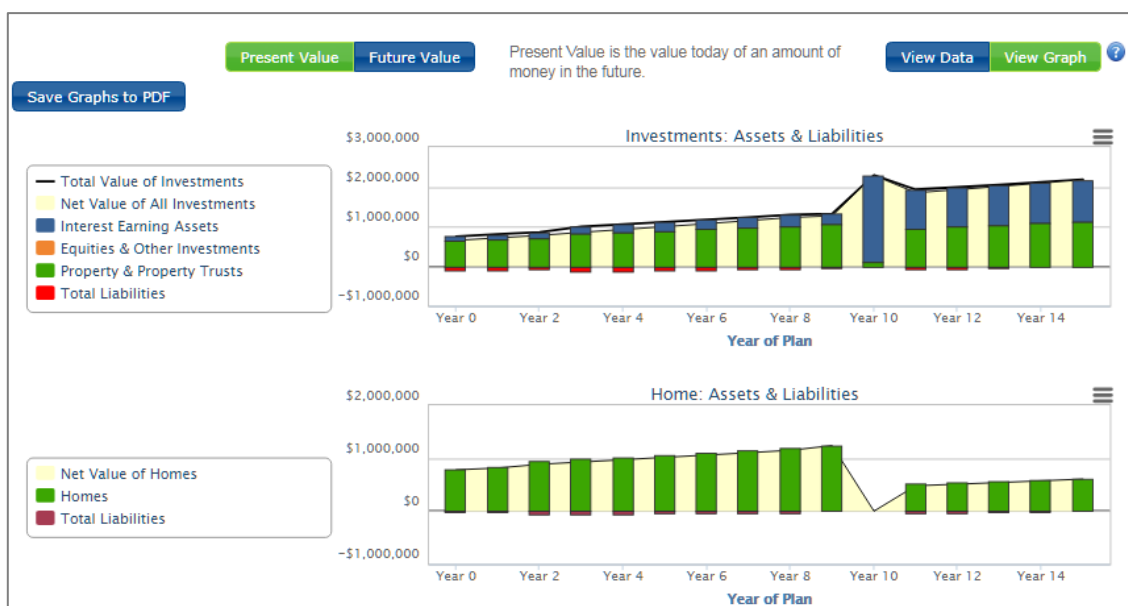 Present Value
Future Value
Present Value is the value today of an amount of
money in the future.
View Data
View Graph
?
Save Graphs to PDF
Investments: Assets & Liabilities
$3,000,000
$2,000,000
$1,000,000
$0
-$1,000,000
Total Value of Investments
Net Value of All Investments
Interest Earning Assets
Equities & Other Investments
Property & Property Trusts
Total Liabilities
Year 0
Year 2
Year 4
Year 6
Year 8
Year 10
Year 12
Year 14
Year of Plan
Home: Assets & Liabilities
$2,000,000
$1,000,000
$0
-$1,000,000
Net Value of Homes
Homes
Total Liabilities
Year 0
Year 2
Year 4
Year 6
Year 8
Year 10
Year 12
Year 14
Year of Plan